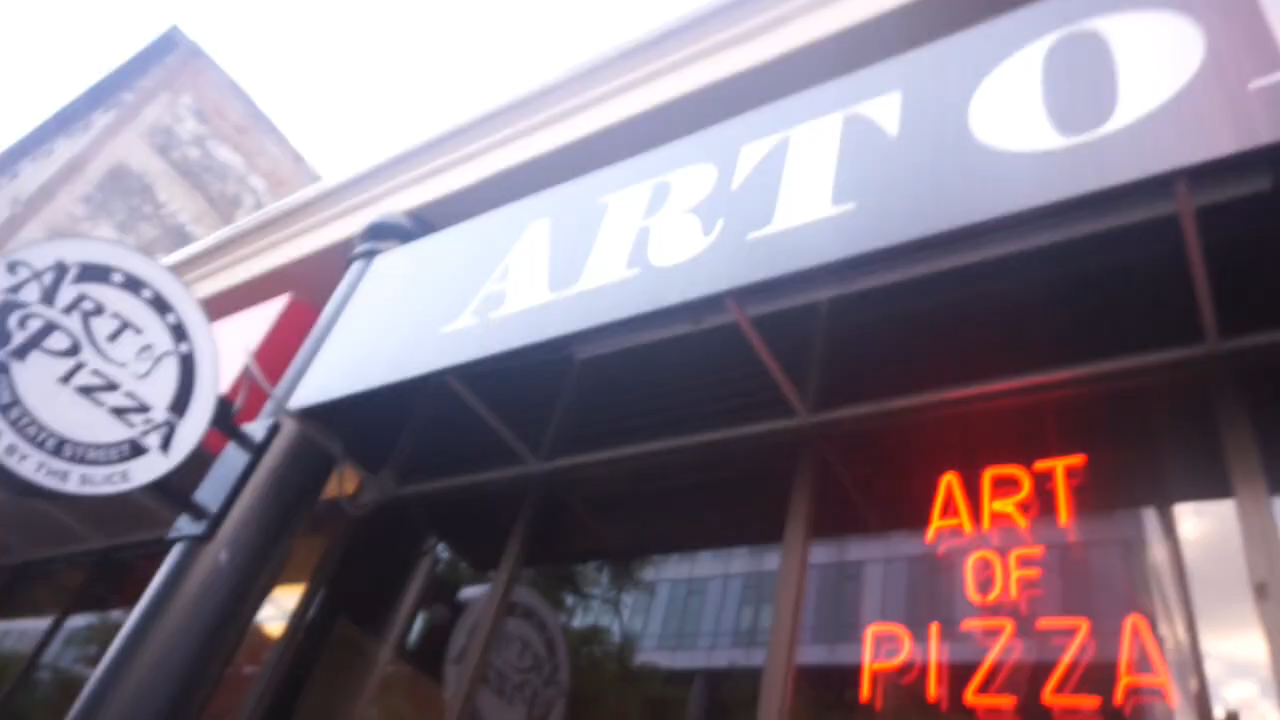 ART O
ART
of
PIZZA
STATE STREET
BY THE SLICE
ART
OF
PIZZA